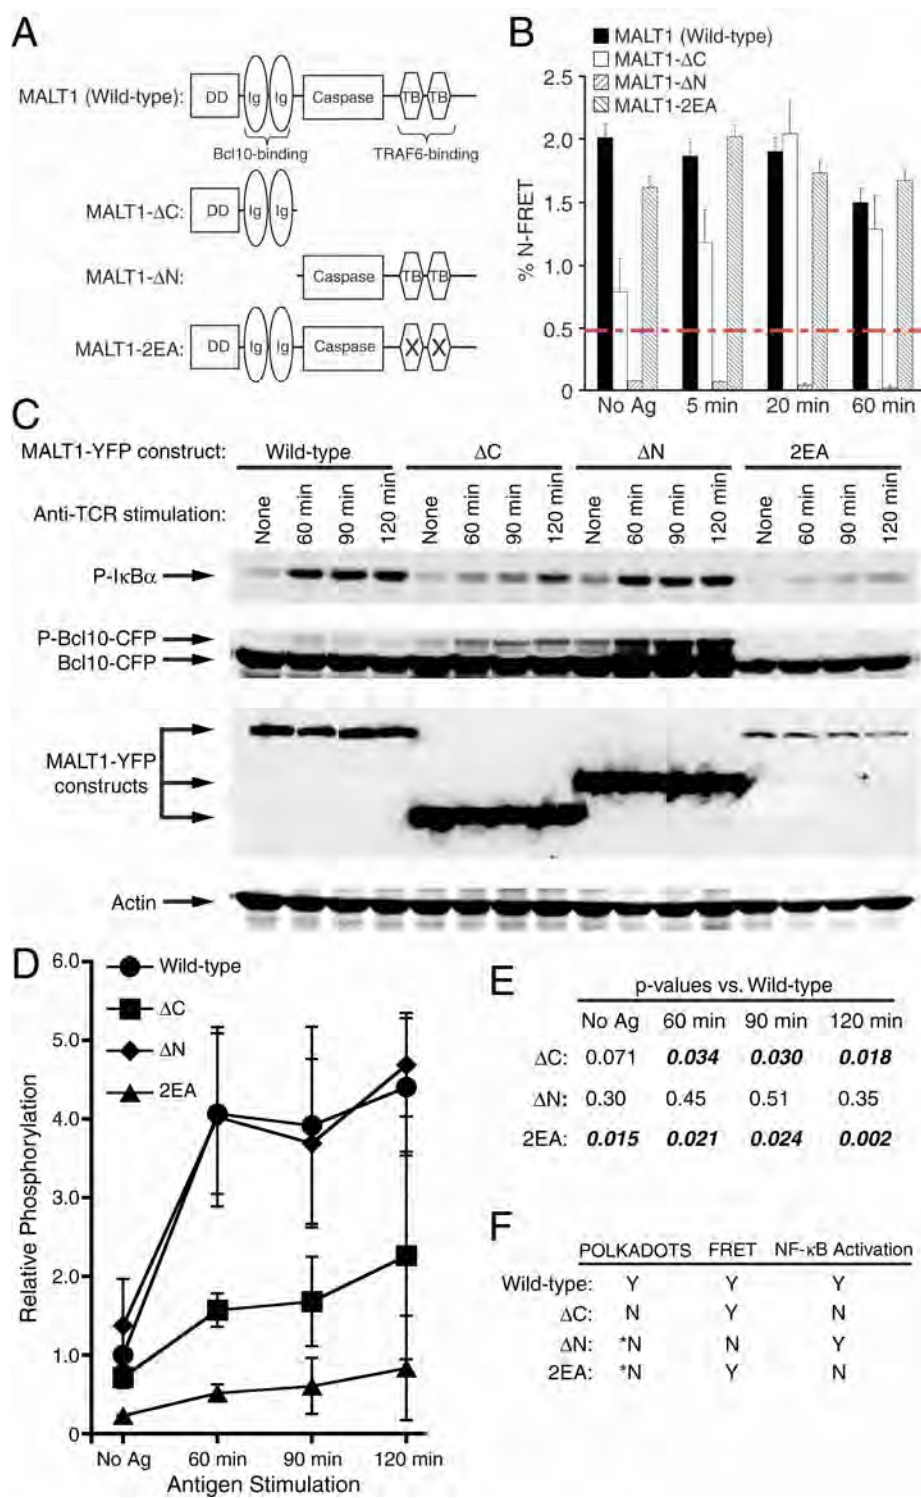 A
MALT1 (Wild-type):
DD Ig Ig Caspase TB TB
Bcl10-binding TRAF6-binding
MALT1-ΔC:
DD Ig Ig
MALT1-ΔN:
Caspase TB TB
MALT1-2EA:
DD Ig Ig Caspase X X
B
MALT1 (Wild-type)
MALT1-ΔC
MALT1-ΔN
MALT1-2EA
% N-FRET
2.5
2.0
1.5
1.0
0.5
0
No Ag 5 min 20 min 60 min
C
MALT1-YFP construct: Wild-type ΔC ΔN 2EA
Anti-TCR stimulation: None 60 min 90 min 120 min None 60 min 90 min 120 min None 60 min 90 min 120 min None 60 min 90 min 120 min
P-IκBα
P-Bcl10-CFP
Bcl10-CFP
MALT1-YFP
constructs
Actin
D
Wild-type
ΔC
ΔN
2EA
Relative Phosphorylation
6.0
5.0
4.0
3.0
2.0
1.0
0
No Ag 60 min 90 min 120 min
Antigen Stimulation
E
p-values vs. Wild-type
No Ag 60 min 90 min 120 min
ΔC: 0.071 0.034 0.030 0.018
ΔN: 0.30 0.45 0.51 0.35
2EA: 0.015 0.021 0.024 0.002
F
POLKADOTS FRET NF-κB Activation
Wild-type: Y Y Y
ΔC: N Y N
ΔN: *N N Y
2EA: *N Y N